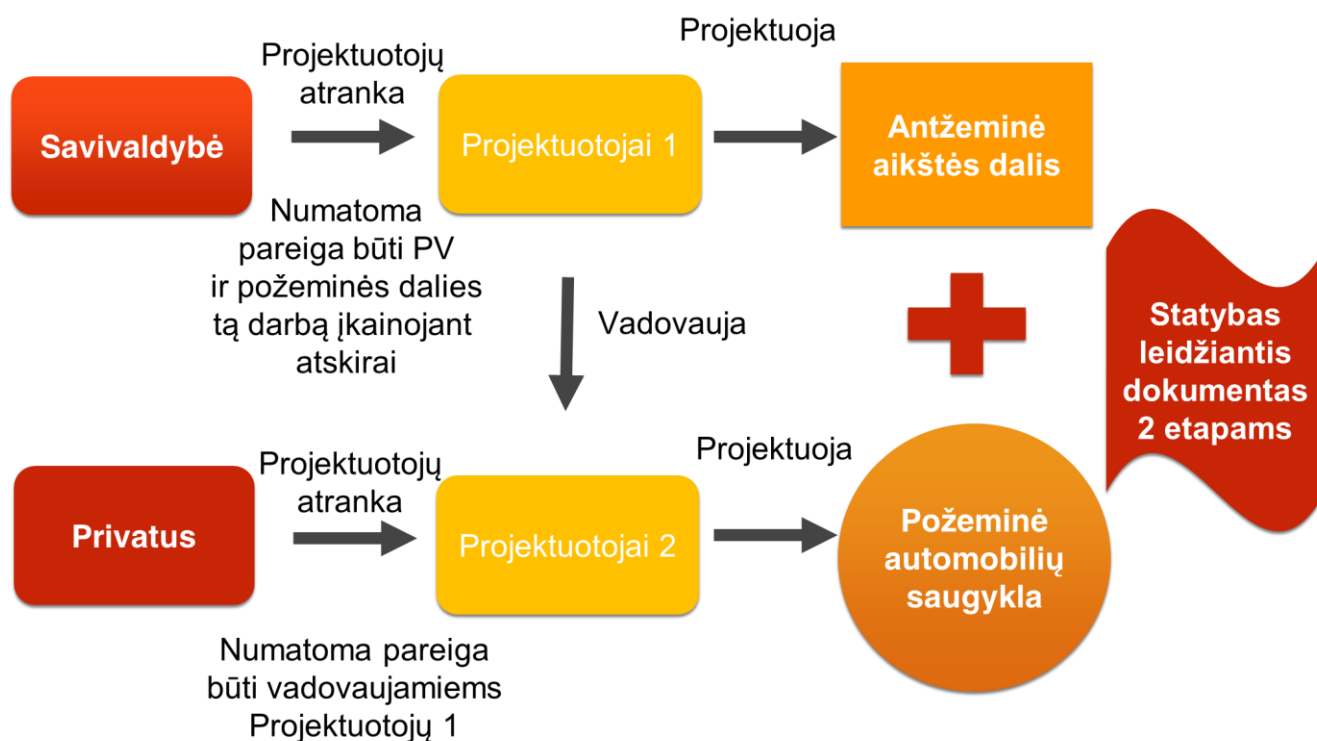 Projektuoja
Projektuotojų
atranka
Savivaldybė
Projektuotojai 1
Antžeminė
aikštės dalis
Numatoma
pareiga būti PV
ir požeminės dalies
tą darbą įkainojant
atskirai
Vadovauja
Statybas
leidžiantis
dokumentas
2 etapams
Projektuotojų
atranka
Projektuoja
Privatus
Projektuotojai 2
Požeminė
automobilių
saugykla
Numatoma pareiga
būti vadovaujamiems
Projektuotojų 1